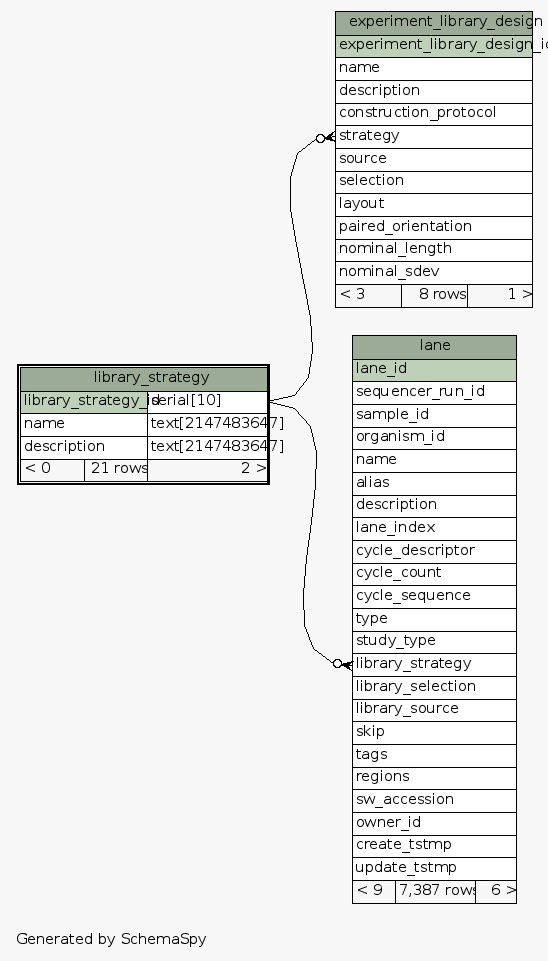 experiment_library_design
experiment_library_design_id
name
description
construction_protocol
strategy
source
selection
layout
paired_orientation
nominal_length
nominal_sdev
< 3 8 rows 1 >
library_strategy
library_strategy_id serial[10]
name text[2147483647]
description text[2147483647]
< 0 21 rows 2 >
lane
lane_id
sequencer_run_id
sample_id
organism_id
name
alias
description
lane_index
cycle_descriptor
cycle_count
cycle_sequence
type
study_type
library_strategy
library_selection
library_source
skip
tags
regions
sw_accession
owner_id
create_tstmp
update_tstmp
< 9 7,387 rows 6 >
Generated by SchemaSpy